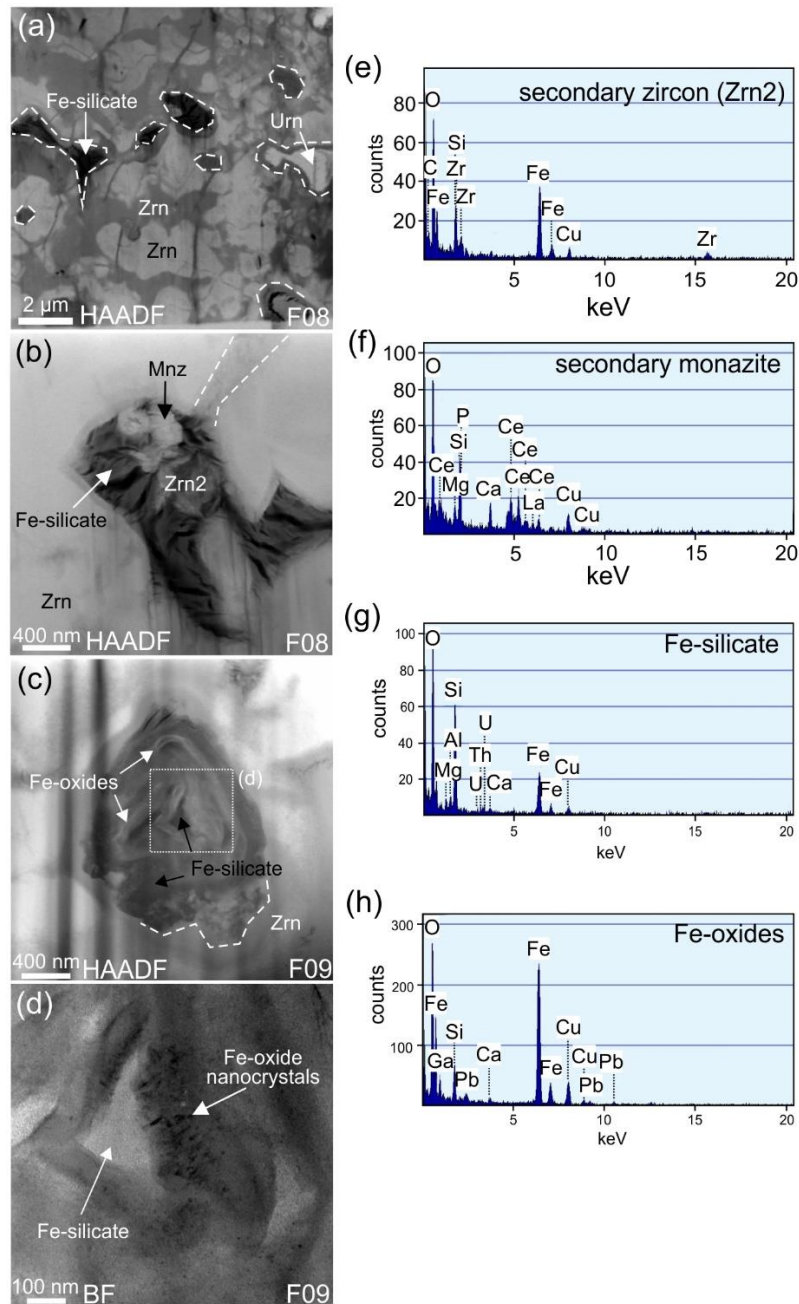 (a)
Fe-silicate
Urn
Zrn
Zrn
2 µm HAADF F08
(b)
Mnz
Zrn2
Fe-silicate
Zrn
400 nm HAADF F08
(c)
Fe-oxides
(d)
Fe-silicate
Zrn
400 nm HAADF F09
(d)
Fe-oxide
nanocrystals
Fe-silicate
100 nm BF F09
(e)
secondary zircon (Zrn2)
counts
80
60
40
20
O
Si
C Zr
Fe Zr
Fe
Fe
Cu
Zr
5 10 15 20
keV
(f)
secondary monazite
counts
100
80
60
40
20
O
P
Si
Ce
Mg
Ca
Ce
Ce
Ce Ce
La
Cu
Cu
5 10 15 20
keV
(g)
Fe-silicate
counts
100
80
60
40
20
O
Si
Al
Mg
U
Th
U Ca
Fe
Fe
Cu
5 10 15 20
keV
(h)
Fe-oxides
counts
300
200
100
O
Fe
Fe
Si
Ga
Pb
Ca
Fe
Cu
Cu Pb
Pb
5 10 15 20
keV